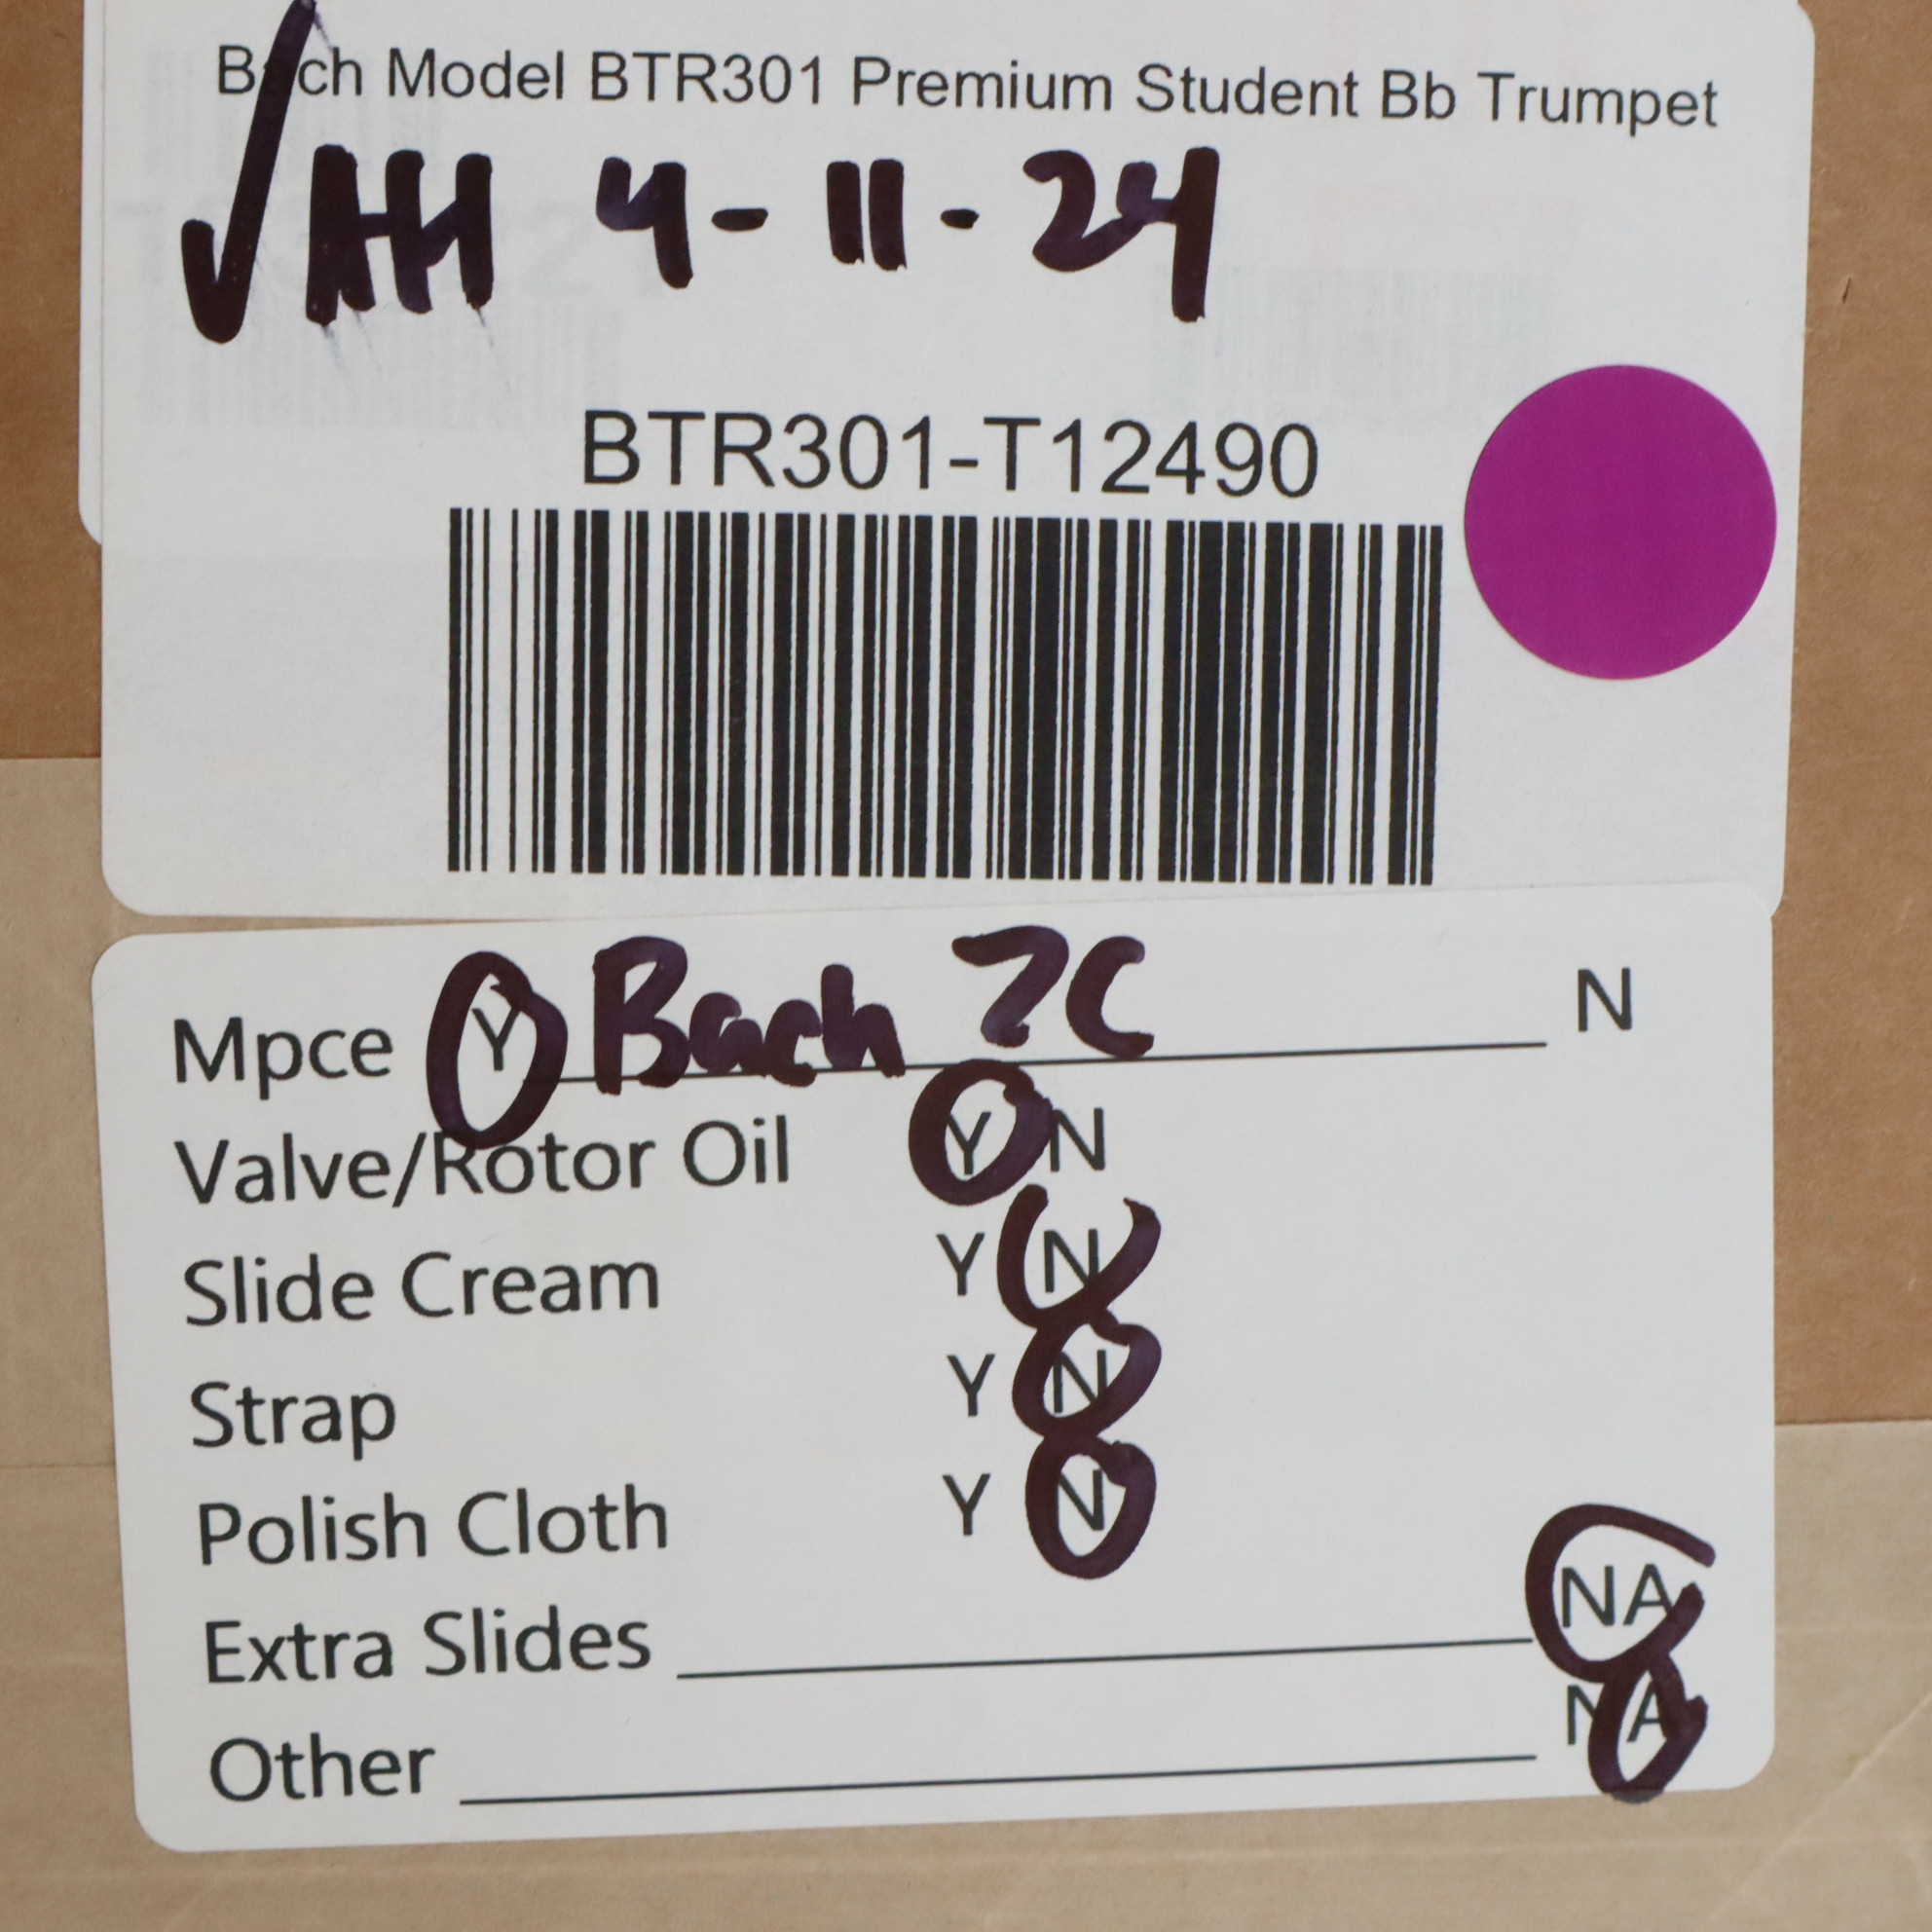 Bach Model BTR301 Premium Student Bb Trumpet
✓AH 4-11-24
BTR301-T12490
Mpce Y Bach 7C N
Valve/Rotor Oil Y N
Slide Cream Y N
Strap Y N
Polish Cloth Y N
Extra Slides NA
Other NA